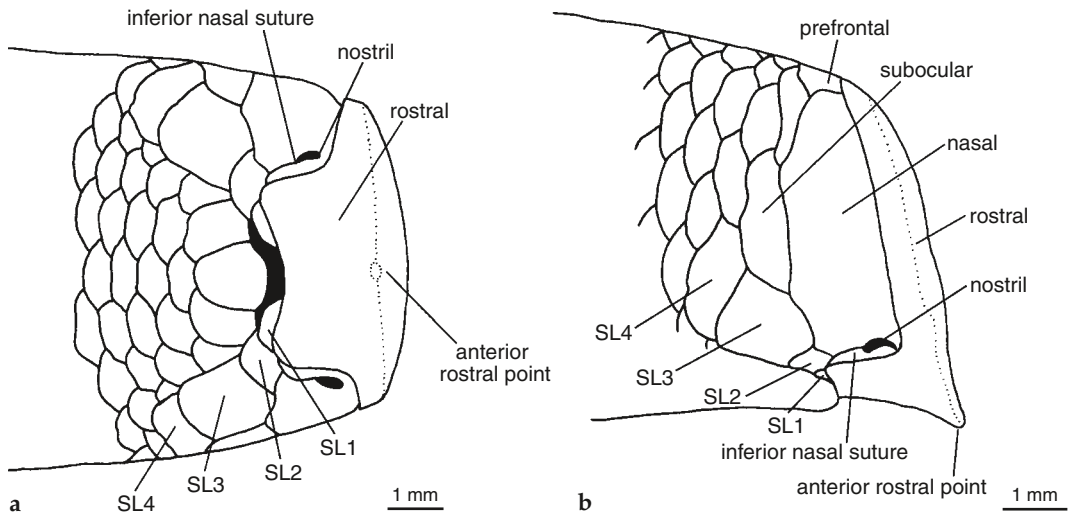 inferior nasal suture
nostril
rostral
anterior
rostral point
SL1
SL2
SL3
SL4
a
1 mm
prefrontal
subocular
nasal
rostral
nostril
SL4
SL3
SL2
SL1
inferior nasal suture
anterior rostral point
b
1 mm